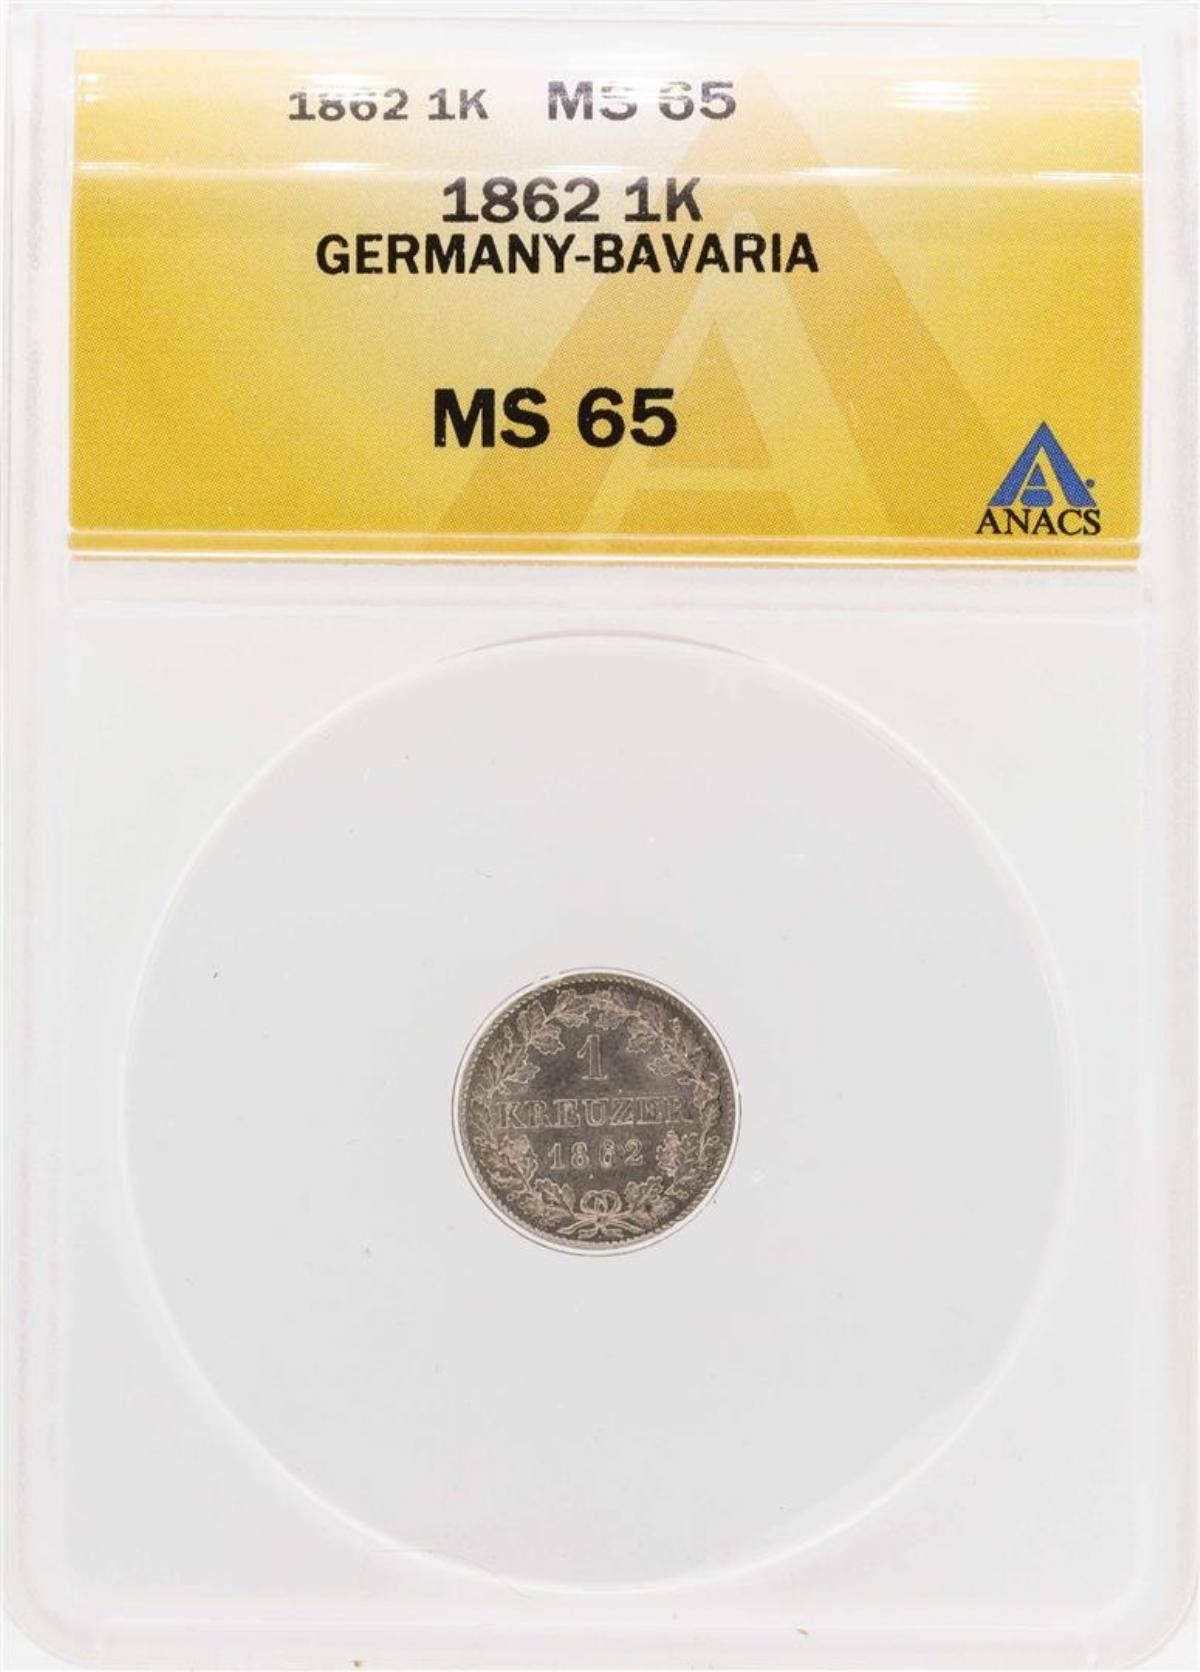 1862 1K MS 65
1862 1K
GERMANY-BAVARIA
MS 65
ANACS
1
KREUZER
1862